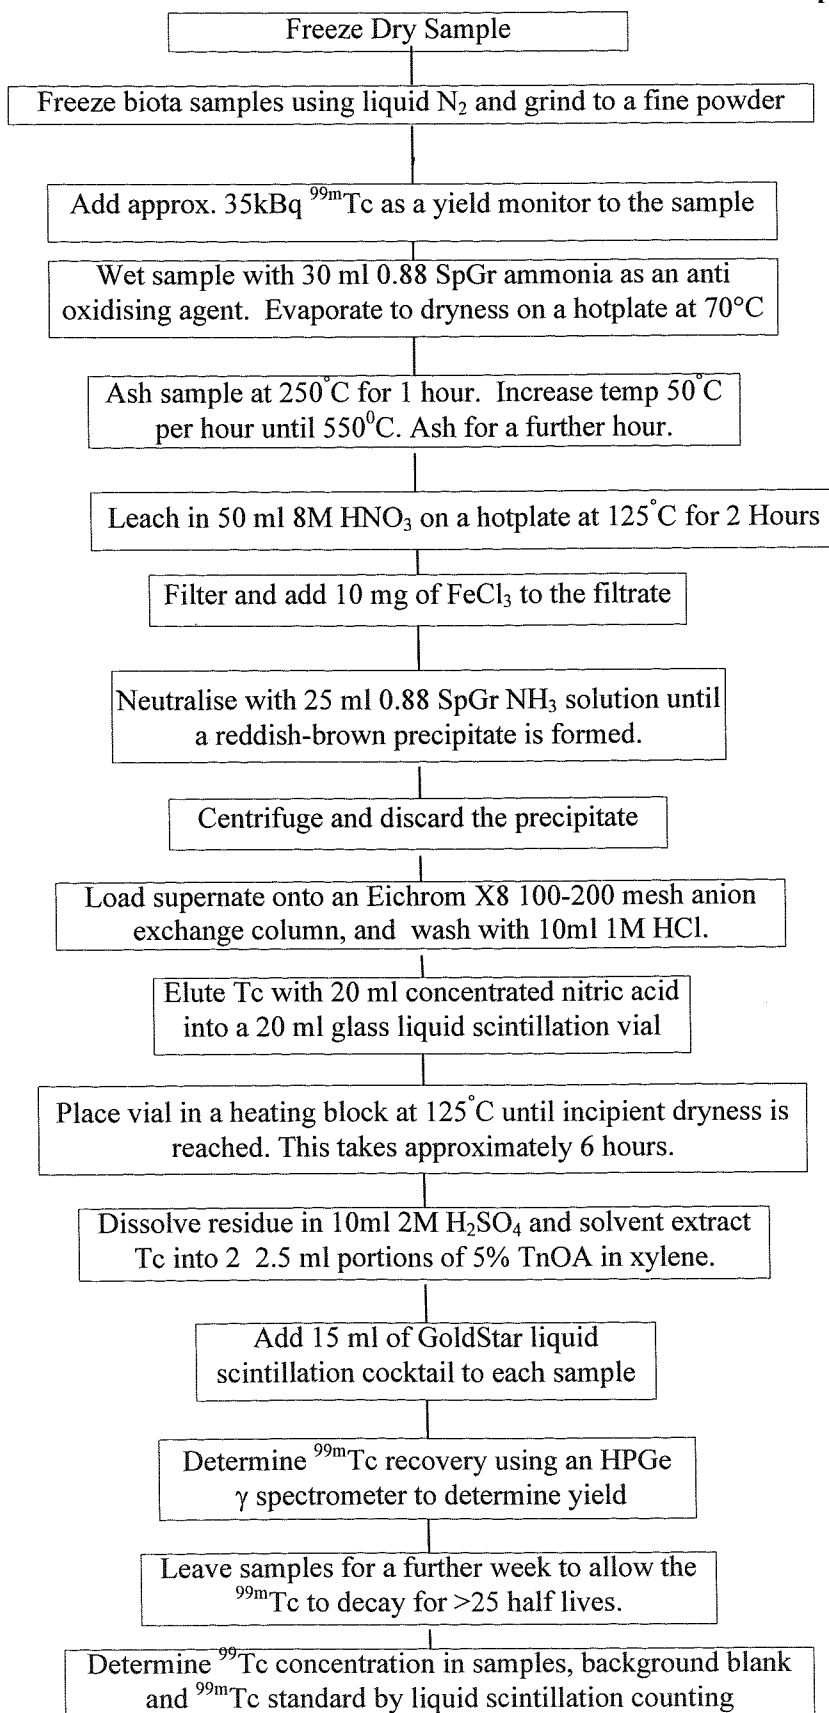 Freeze Dry Sample
Freeze biota samples using liquid N₂ and grind to a fine powder
Add approx. 35kBq ⁹⁹ᵐTc as a yield monitor to the sample
Wet sample with 30 ml 0.88 SpGr ammonia as an anti
oxidising agent. Evaporate to dryness on a hotplate at 70°C
Ash sample at 250°C for 1 hour. Increase temp 50°C
per hour until 550⁰C. Ash for a further hour.
Leach in 50 ml 8M HNO₃ on a hotplate at 125°C for 2 Hours
Filter and add 10 mg of FeCl₃ to the filtrate
Neutralise with 25 ml 0.88 SpGr NH₃ solution until
a reddish-brown precipitate is formed.
Centrifuge and discard the precipitate
Load supernate onto an Eichrom X8 100-200 mesh anion
exchange column, and wash with 10ml 1M HCl.
Elute Tc with 20 ml concentrated nitric acid
into a 20 ml glass liquid scintillation vial
Place vial in a heating block at 125°C until incipient dryness is
reached. This takes approximately 6 hours.
Dissolve residue in 10ml 2M H₂SO₄ and solvent extract
Tc into 2 2.5 ml portions of 5% TnOA in xylene.
Add 15 ml of GoldStar liquid
scintillation cocktail to each sample
Determine ⁹⁹ᵐTc recovery using an HPGe
γ spectrometer to determine yield
Leave samples for a further week to allow the
⁹⁹ᵐTc to decay for >25 half lives.
Determine ⁹⁹Tc concentration in samples, background blank
and ⁹⁹ᵐTc standard by liquid scintillation counting